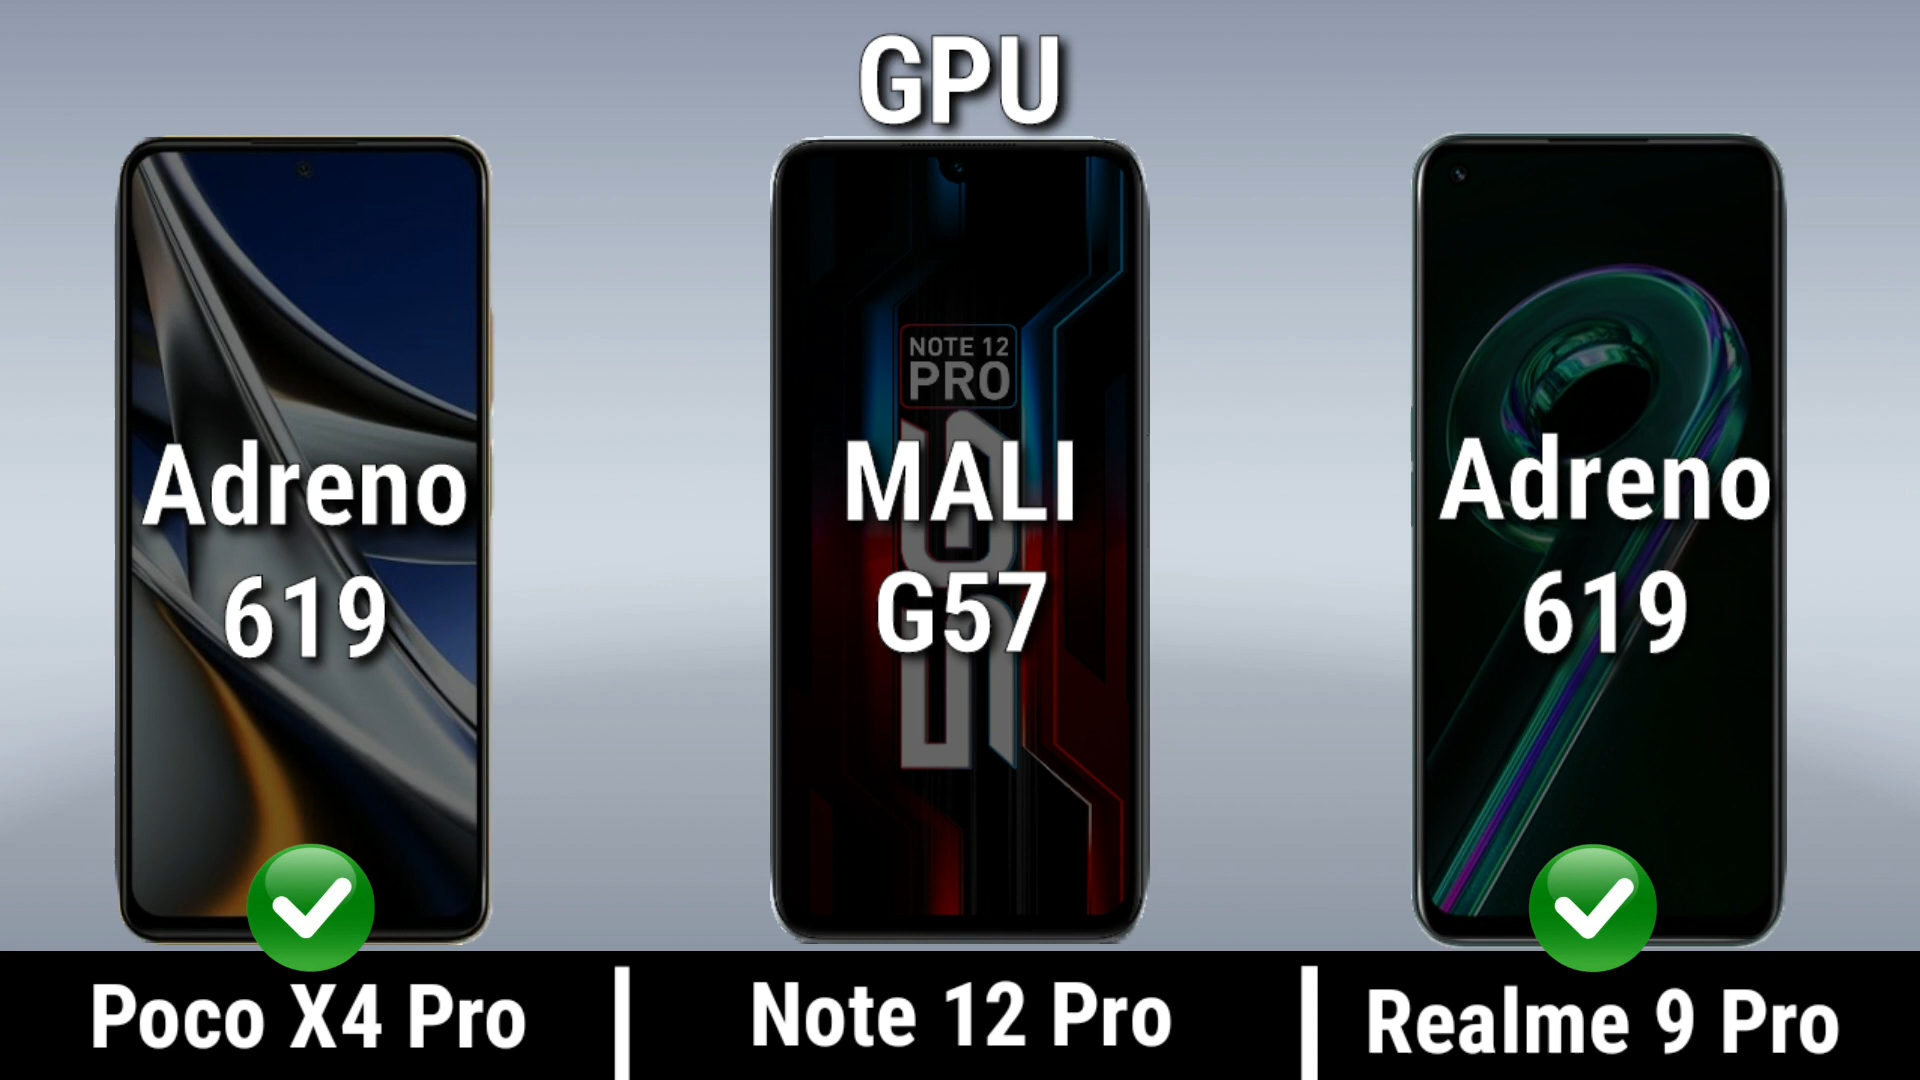 GPU
NOTE 12
PRO
5G
Adreno
619
MALI
G57
Adreno
619
Poco X4 Pro
Note 12 Pro
Realme 9 Pro